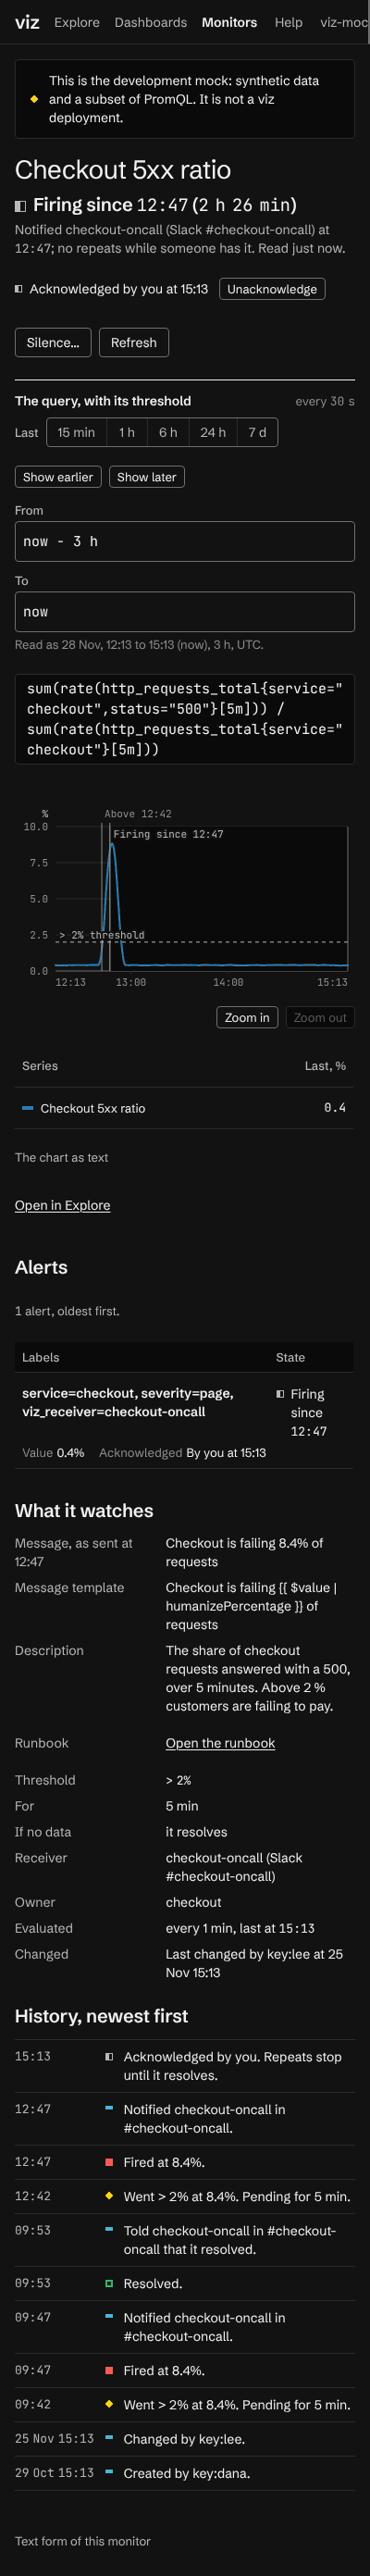 viz Explore Dashboards Monitors Help viz-moc
This is the development mock: synthetic data
and a subset of PromQL. It is not a viz
deployment.
Checkout 5xx ratio
Firing since 12:47 (2 h 26 min)
Notified checkout-oncall (Slack #checkout-oncall) at
12:47; no repeats while someone has it. Read just now.
Acknowledged by you at 15:13 Unacknowledge
Silence... Refresh
The query, with its threshold every 30 s
Last 15 min 1 h 6 h 24 h 7 d
Show earlier Show later
From
now - 3 h
To
now
Read as 28 Nov, 12:13 to 15:13 (now), 3 h, UTC.
sum(rate(http_requests_total{service="
checkout",status="500"}[5m])) /
sum(rate(http_requests_total{service="
checkout"}[5m]))
% Above 12:42
10.0 Firing since 12:47
7.5
5.0
2.5 > 2% threshold
0.0
12:13 13:00 14:00 15:13
Zoom in Zoom out
Series Last, %
Checkout 5xx ratio 0.4
The chart as text
Open in Explore
Alerts
1 alert, oldest first.
Labels State
service=checkout, severity=page, Firing
viz_receiver=checkout-oncall since
12:47
Value 0.4% Acknowledged By you at 15:13
What it watches
Message, as sent at Checkout is failing 8.4% of
12:47 requests
Message template Checkout is failing {{ $value |
humanizePercentage }} of
requests
Description The share of checkout
requests answered with a 500,
over 5 minutes. Above 2 %
customers are failing to pay.
Runbook Open the runbook
Threshold > 2%
For 5 min
If no data it resolves
Receiver checkout-oncall (Slack
#checkout-oncall)
Owner checkout
Evaluated every 1 min, last at 15:13
Changed Last changed by key:lee at 25
Nov 15:13
History, newest first
15:13 Acknowledged by you. Repeats stop
until it resolves.
12:47 Notified checkout-oncall in
#checkout-oncall.
12:47 Fired at 8.4%.
12:42 Went > 2% at 8.4%. Pending for 5 min.
09:53 Told checkout-oncall in #checkout-
oncall that it resolved.
09:53 Resolved.
09:47 Notified checkout-oncall in
#checkout-oncall.
09:47 Fired at 8.4%.
09:42 Went > 2% at 8.4%. Pending for 5 min.
25 Nov 15:13 Changed by key:lee.
29 Oct 15:13 Created by key:dana.
Text form of this monitor